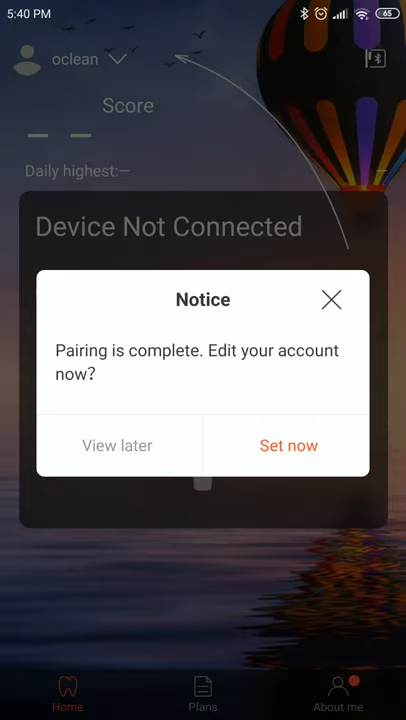 5:40 PM
65
oclean
Score
— —
Daily highest:—
—
Device Not Connected
Notice
Pairing is complete. Edit your account
now?
View later
Set now
Home
Plans
About me